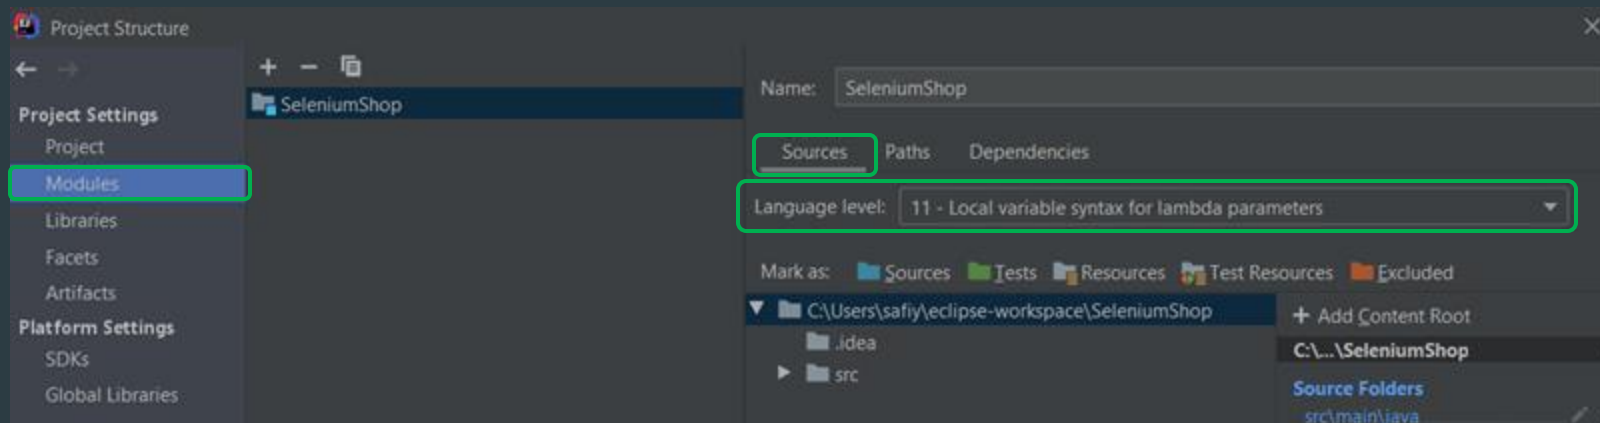 Project Structure
Project Settings
Project
Modules
Libraries
Facets
Artifacts
Platform Settings
SDKs
Global Libraries
SeleniumShop
Name: SeleniumShop
Sources Paths Dependencies
Language level: 11 - Local variable syntax for lambda parameters
Mark as: Sources Tests Resources Test Resources Excluded
C:\Users\safiy\eclipse-workspace\SeleniumShop
.idea
src
+ Add Content Root
C:\...\SeleniumShop
Source Folders
src\main\java